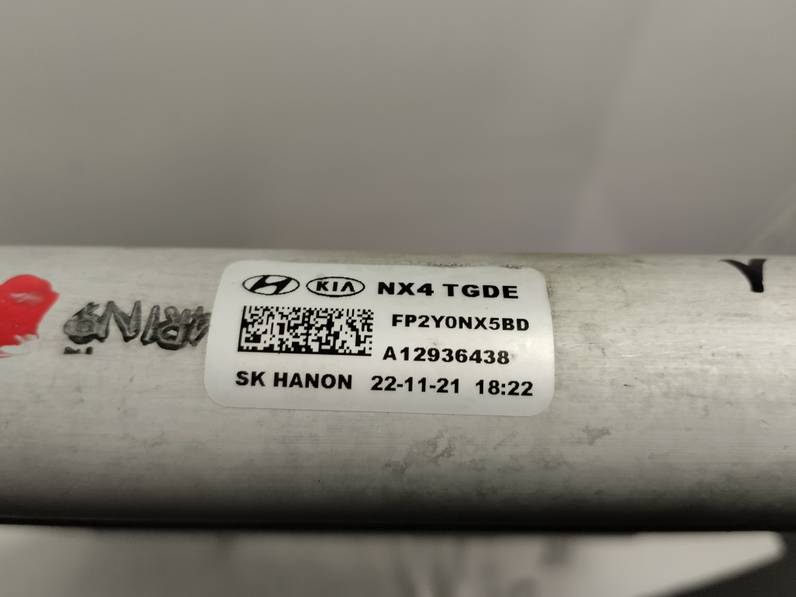 KIA NX4 TGDE
FP2Y0NX5BD
A12936438
SK HANON 22-11-21 18:22